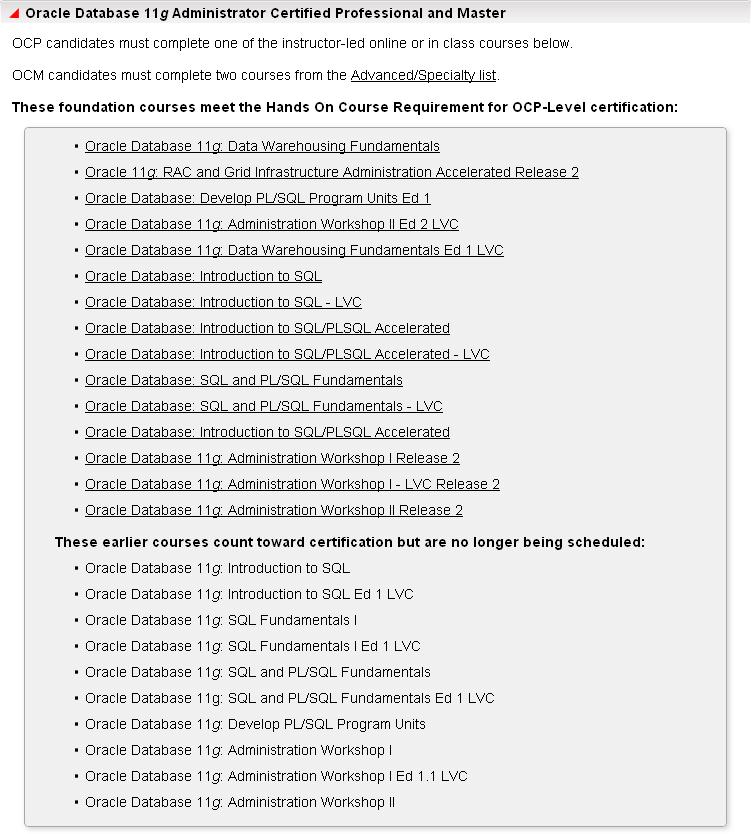 Oracle Database 11g Administrator Certified Professional and Master
OCP candidates must complete one of the instructor-led online or in class courses below.
OCM candidates must complete two courses from the Advanced/Specialty list.
These foundation courses meet the Hands On Course Requirement for OCP-Level certification:
• Oracle Database 11g: Data Warehousing Fundamentals
• Oracle 11g: RAC and Grid Infrastructure Administration Accelerated Release 2
• Oracle Database: Develop PL/SQL Program Units Ed 1
• Oracle Database 11g: Administration Workshop II Ed 2 LVC
• Oracle Database 11g: Data Warehousing Fundamentals Ed 1 LVC
• Oracle Database: Introduction to SQL
• Oracle Database: Introduction to SQL - LVC
• Oracle Database: Introduction to SQL/PLSQL Accelerated
• Oracle Database: Introduction to SQL/PLSQL Accelerated - LVC
• Oracle Database: SQL and PL/SQL Fundamentals
• Oracle Database: SQL and PL/SQL Fundamentals - LVC
• Oracle Database: Introduction to SQL/PLSQL Accelerated
• Oracle Database 11g: Administration Workshop I Release 2
• Oracle Database 11g: Administration Workshop I - LVC Release 2
• Oracle Database 11g: Administration Workshop II Release 2
These earlier courses count toward certification but are no longer being scheduled:
• Oracle Database 11g: Introduction to SQL
• Oracle Database 11g: Introduction to SQL Ed 1 LVC
• Oracle Database 11g: SQL Fundamentals I
• Oracle Database 11g: SQL Fundamentals I Ed 1 LVC
• Oracle Database 11g: SQL and PL/SQL Fundamentals
• Oracle Database 11g: SQL and PL/SQL Fundamentals Ed 1 LVC
• Oracle Database 11g: Develop PL/SQL Program Units
• Oracle Database 11g: Administration Workshop I
• Oracle Database 11g: Administration Workshop I Ed 1.1 LVC
• Oracle Database 11g: Administration Workshop II